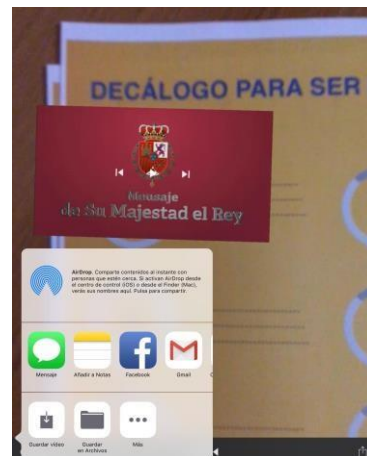 DECÁLOGO PARA SER
Mensaje
de Su Majestad el Rey
AirDrop. Comparte contenidos al instante con
personas que estén cerca. Si activan AirDrop desde
el centro de control (iOS) o desde el Finder (Mac),
verás sus nombres aquí. Pulsa para compartir.
Mensaje
Añadir a Notas
Facebook
Gmail
Guardar vídeo
Guardar
en Archivos
Más